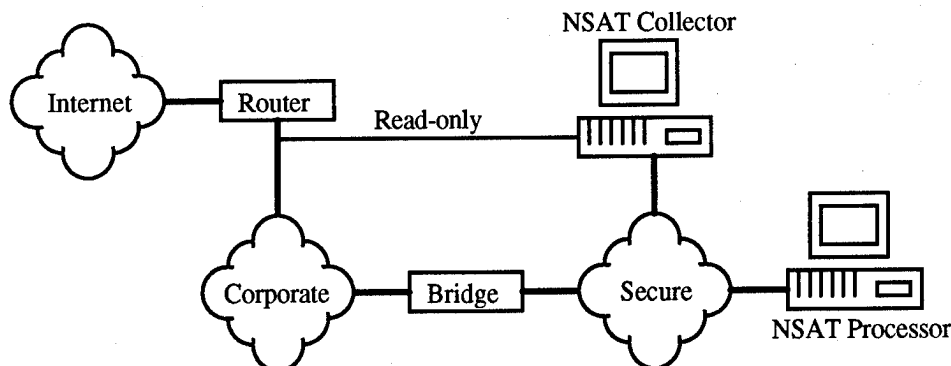 NSAT Collector
Internet
Router
Read-only
Corporate
Bridge
Secure
NSAT Processor